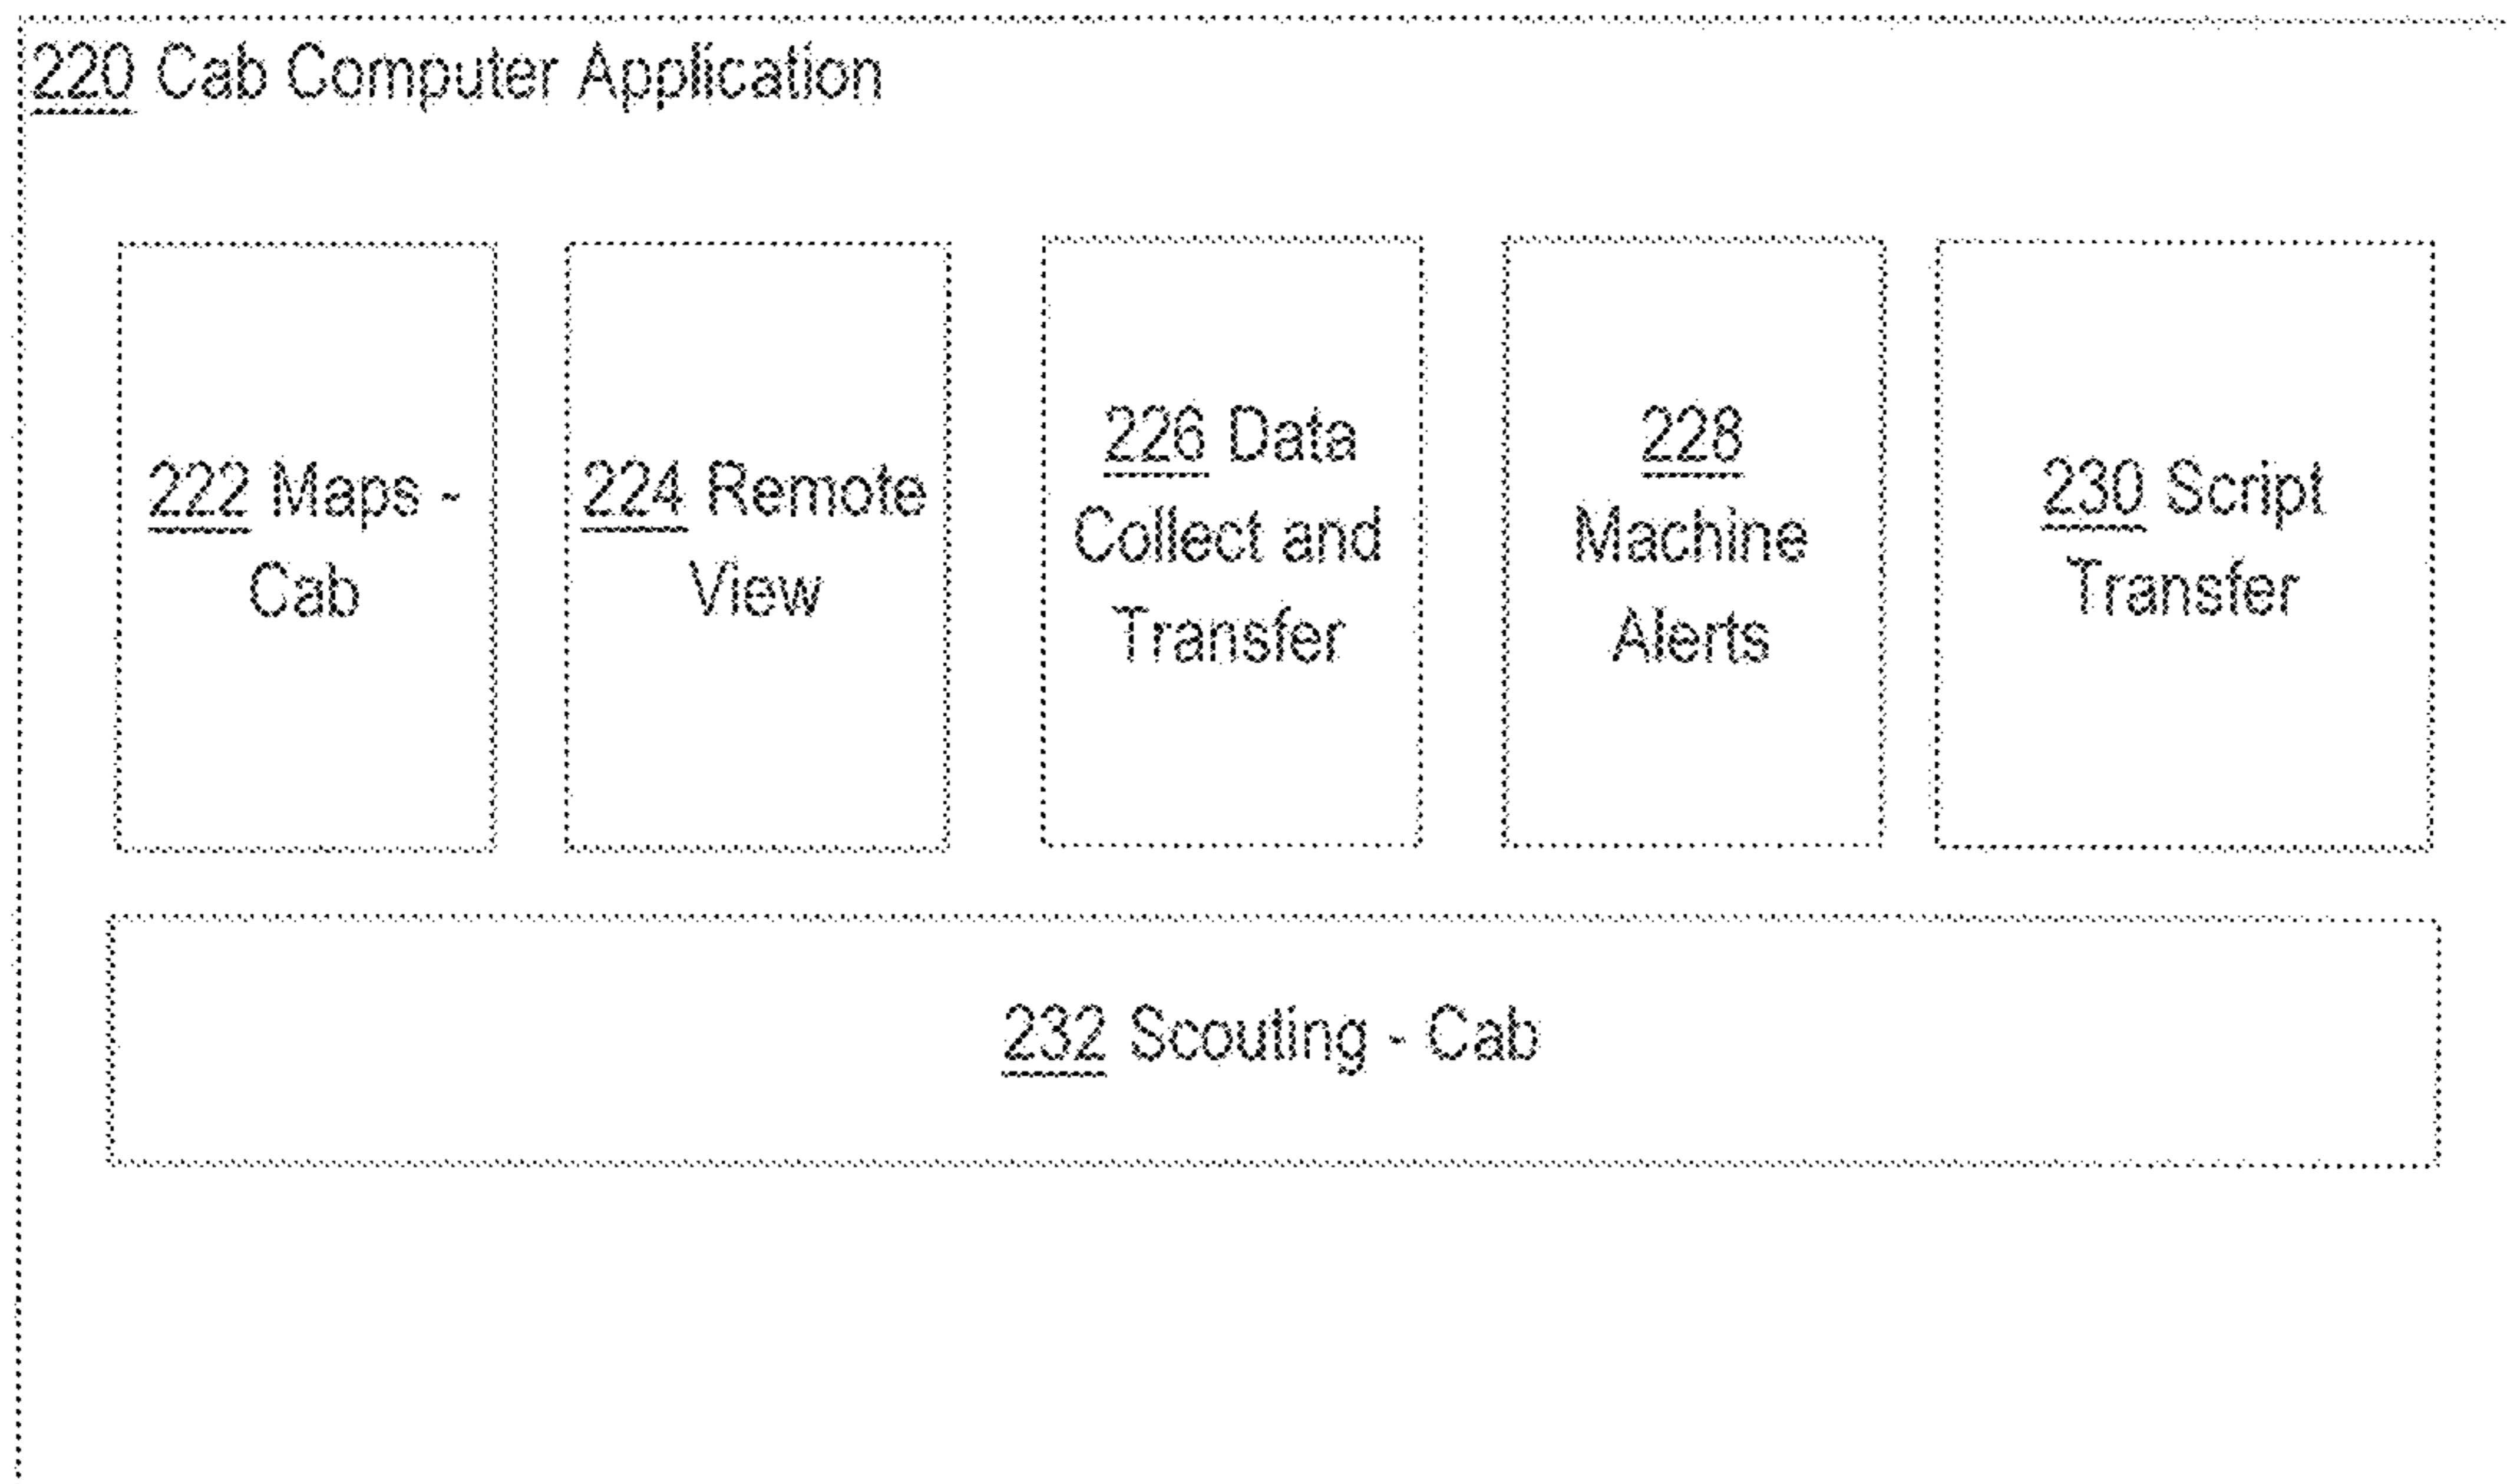 220 Cab Computer Application
222 Maps -
Cab
224 Remote
View
226 Data
Collect and
Transfer
228
Machine
Alerts
230 Script
Transfer
232 Scouting - Cab